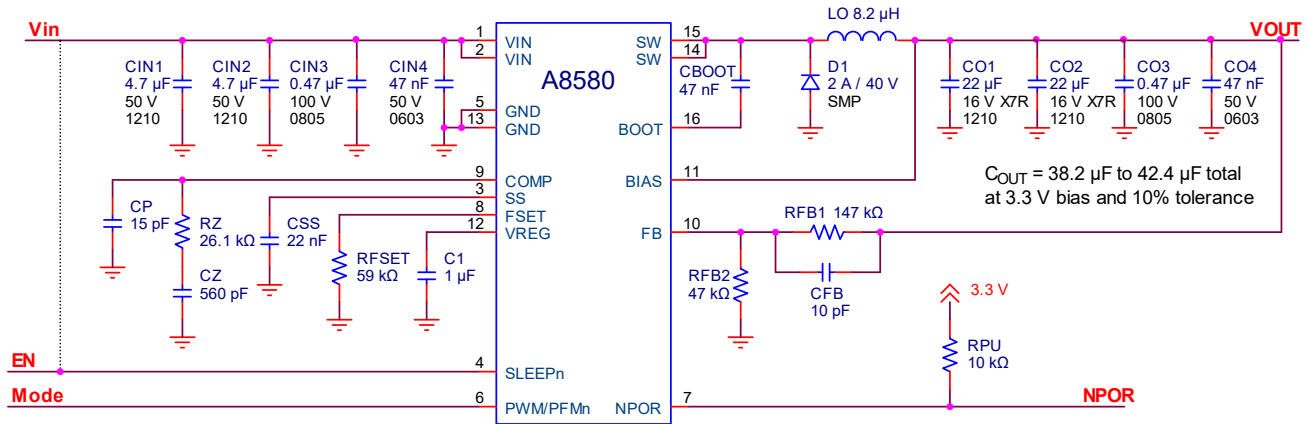 Vin
CIN1
4.7 µF
50 V
1210
CIN2
4.7 µF
50 V
1210
CIN3
0.47 µF
100 V
0805
CIN4
47 nF
50 V
0603
1
2
5
13
9
3
8
12
4
6
VIN
VIN
GND
GND
COMP
SS
FSET
VREG
SLEEPn
PWM/PFMn
A8580
SW
SW
BOOT
BIAS
FB
NPOR
15
14
16
11
10
7
CP
15 pF
RZ
26.1 kΩ
CZ
560 pF
CSS
22 nF
RFSET
59 kΩ
C1
1 µF
EN
Mode
LO 8.2 µH
VOUT
CBOOT
47 nF
D1
2 A / 40 V
SMP
CO1
22 µF
16 V X7R
1210
CO2
22 µF
16 V X7R
1210
CO3
0.47 µF
100 V
0805
CO4
47 nF
50 V
0603
COUT = 38.2 µF to 42.4 µF total
at 3.3 V bias and 10% tolerance
RFB1 147 kΩ
RFB2
47 kΩ
CFB
10 pF
3.3 V
RPU
10 kΩ
NPOR